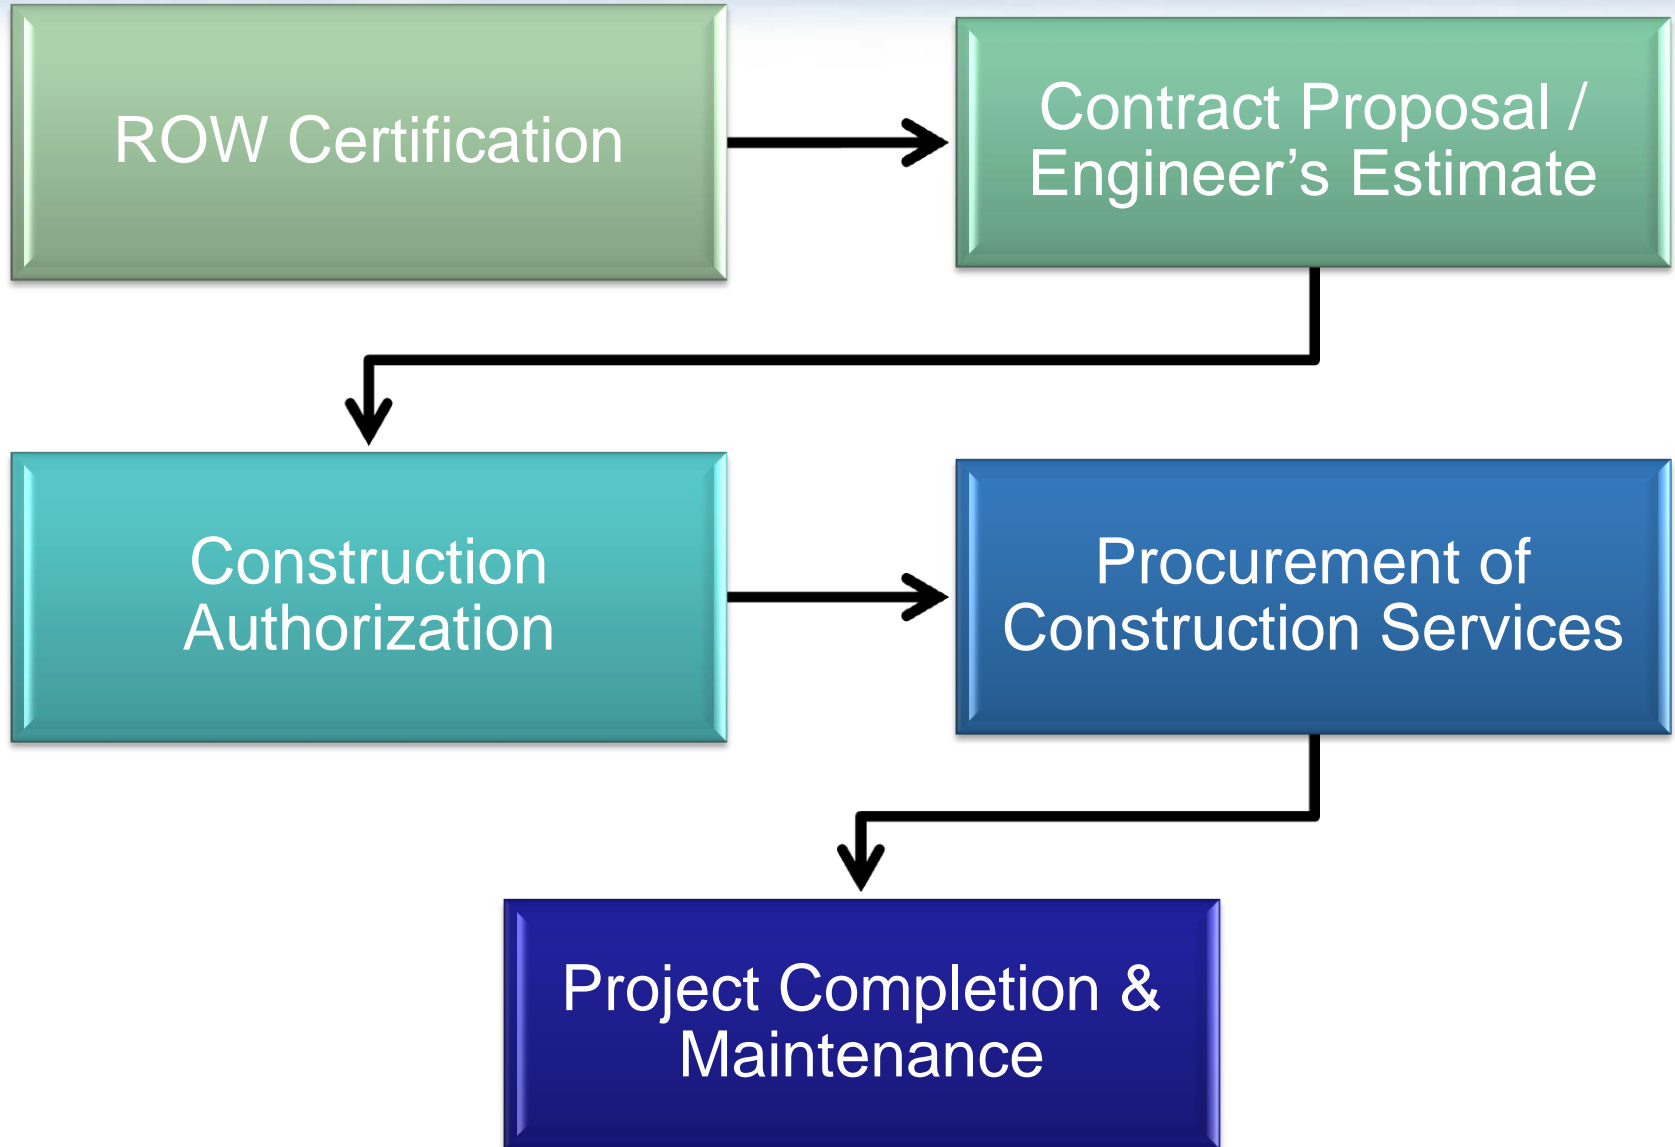 ROW Certification
Contract Proposal /
Engineer’s Estimate
Construction
Authorization
Procurement of
Construction Services
Project Completion &
Maintenance